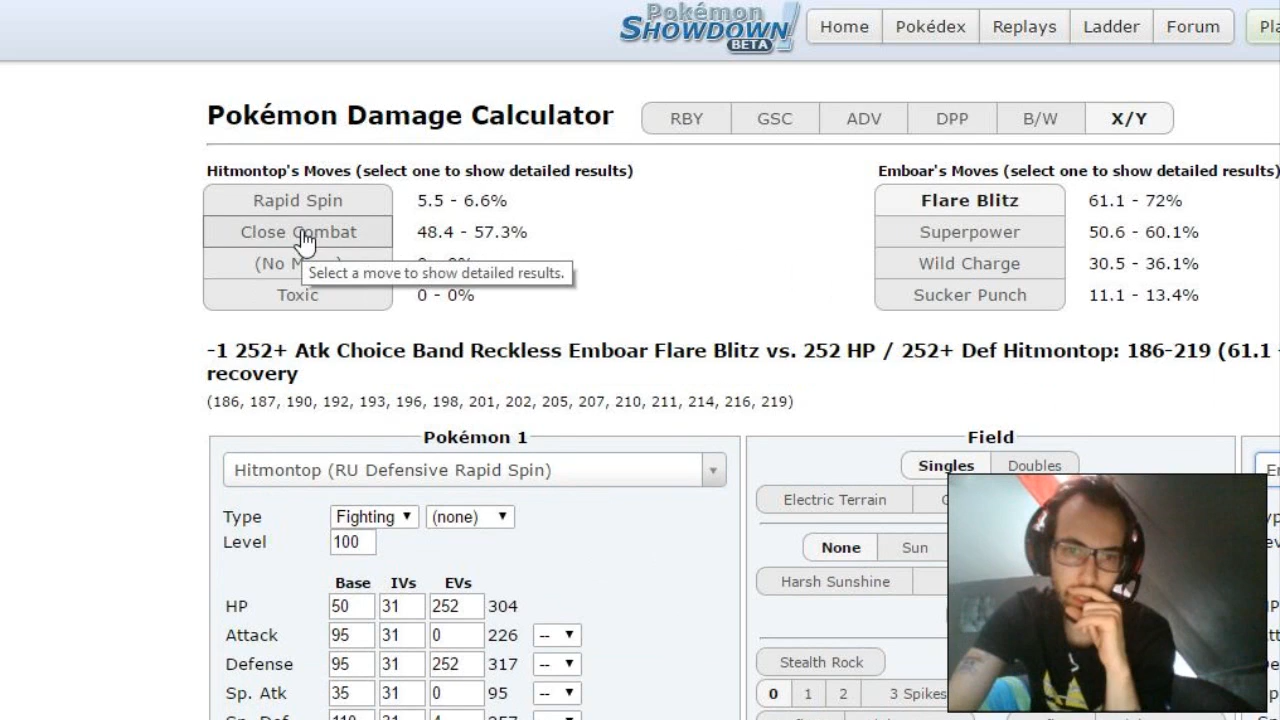 Pokémon
SHOWDOWN
BETA
Home Pokédex Replays Ladder Forum
Pokémon Damage Calculator RBY GSC ADV DPP B/W X/Y
Hitmontop's Moves (select one to show detailed results) Emboar's Moves (select one to show detailed results)
Rapid Spin 5.5 - 6.6% Flare Blitz 61.1 - 72%
Close Combat 48.4 - 57.3% Superpower 50.6 - 60.1%
(No Wild Charge 30.5 - 36.1%
Select a move to show detailed results.
Toxic 0 - 0% Sucker Punch 11.1 - 13.4%
-1 252+ Atk Choice Band Reckless Emboar Flare Blitz vs. 252 HP / 252+ Def Hitmontop: 186-219 (61.1 -
recovery
(186, 187, 190, 192, 193, 196, 198, 201, 202, 205, 207, 210, 211, 214, 216, 219)
Pokémon 1 Field
Hitmontop (RU Defensive Rapid Spin) Singles Doubles
Electric Terrain
Type Fighting (none)
Level 100 None Sun
Harsh Sunshine
Base IVs EVs
HP 50 31 252 304
Attack 95 31 0 226 --
Defense 95 31 252 317 -- Stealth Rock
Sp. Atk 35 31 0 95 -- 0 1 2 3 Spikes